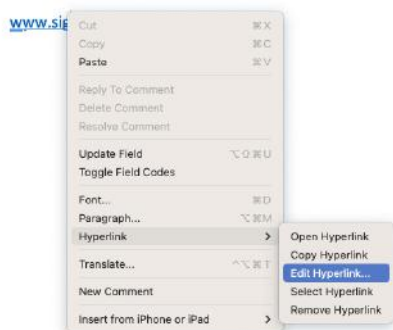 www.sig
Cut ⌘X
Copy ⌘C
Paste ⌘V
Reply To Comment
Delete Comment
Resolve Comment
Update Field ⌥⇧⌘U
Toggle Field Codes
Font... ⌘D
Paragraph... ⌥⌘M
Hyperlink >
Open Hyperlink
Copy Hyperlink
Edit Hyperlink...
Select Hyperlink
Remove Hyperlink
Translate... ^⌥⌘T
New Comment
Insert from iPhone or iPad >